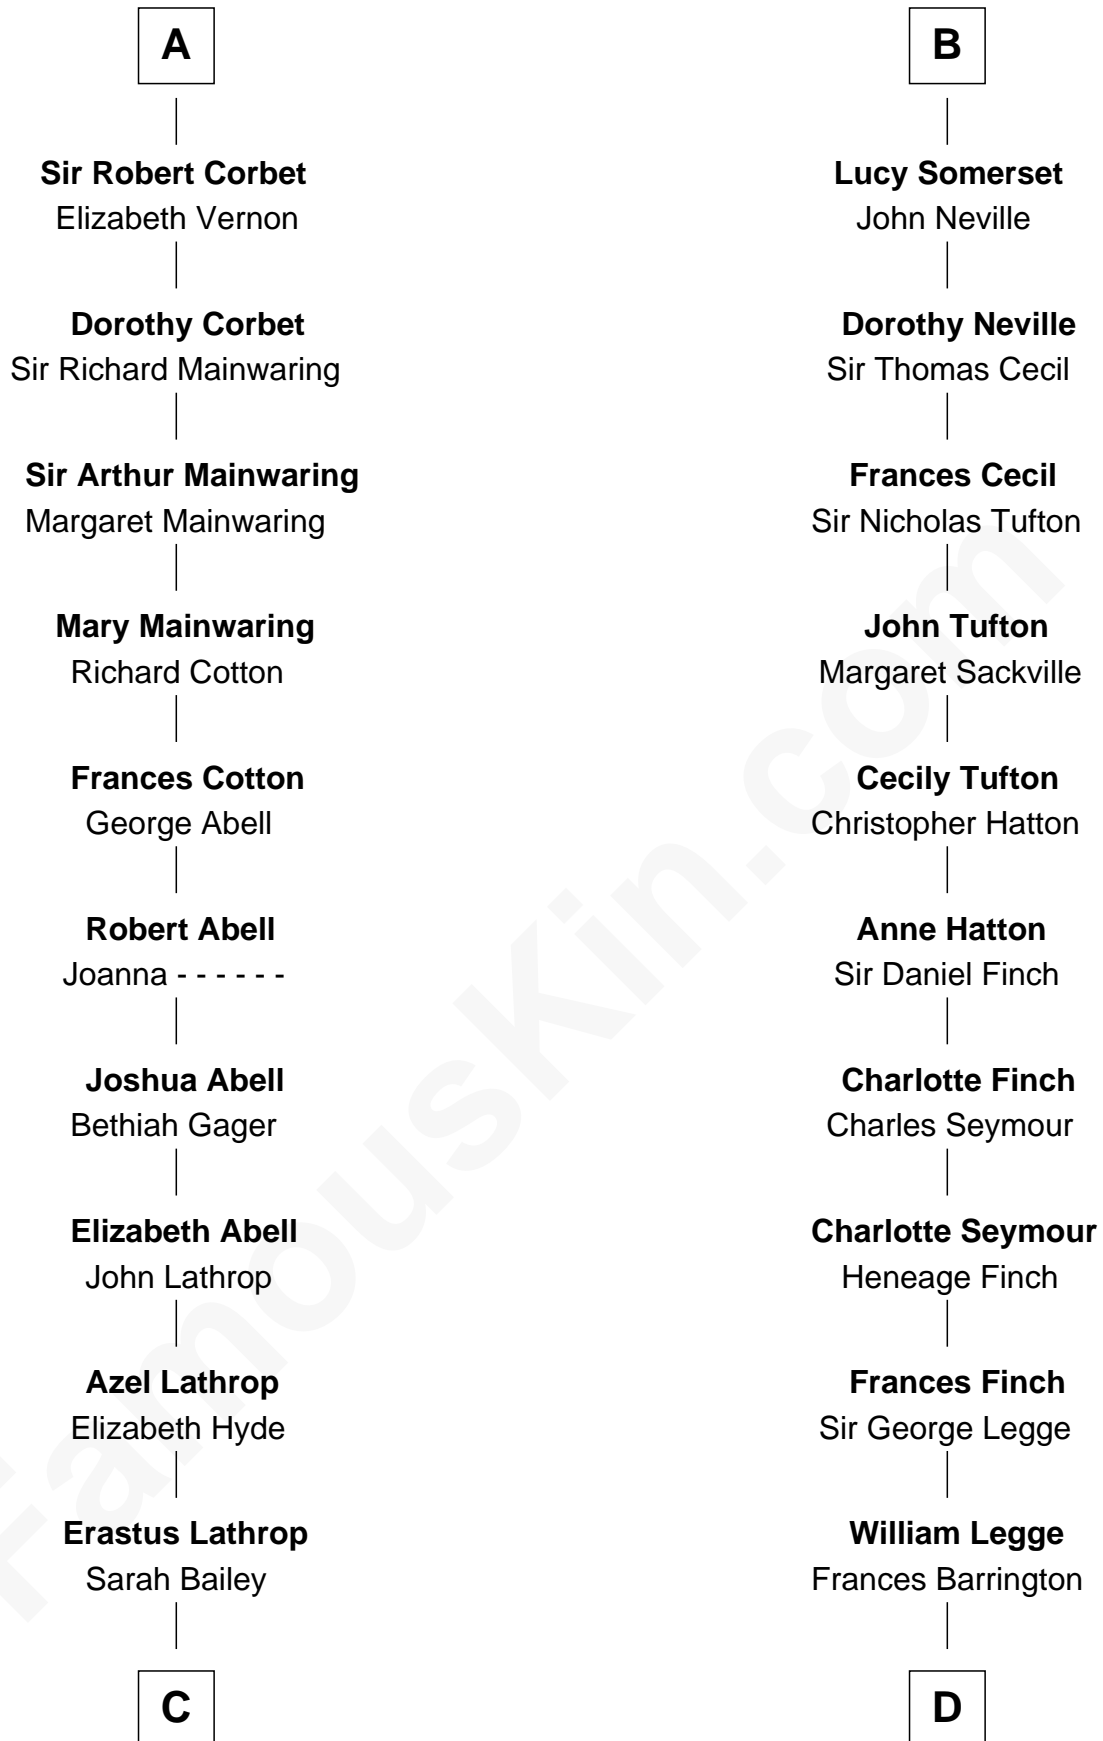 A
Sir Robert Corbet
Elizabeth Vernon
Dorothy Corbet
Sir Richard Mainwaring
Sir Arthur Mainwaring
Margaret Mainwaring
Mary Mainwaring
Richard Cotton
Frances Cotton
George Abell
Robert Abell
Joanna - - - - - -
Joshua Abell
Bethiah Gager
Elizabeth Abell
John Lathrop
Azel Lathrop
Elizabeth Hyde
Erastus Lathrop
Sarah Bailey
C
B
Lucy Somerset
John Neville
Dorothy Neville
Sir Thomas Cecil
Frances Cecil
Sir Nicholas Tufton
John Tufton
Margaret Sackville
Cecily Tufton
Christopher Hatton
Anne Hatton
Sir Daniel Finch
Charlotte Finch
Charles Seymour
Charlotte Seymour
Heneage Finch
Frances Finch
Sir George Legge
William Legge
Frances Barrington
D
FamousKin.com